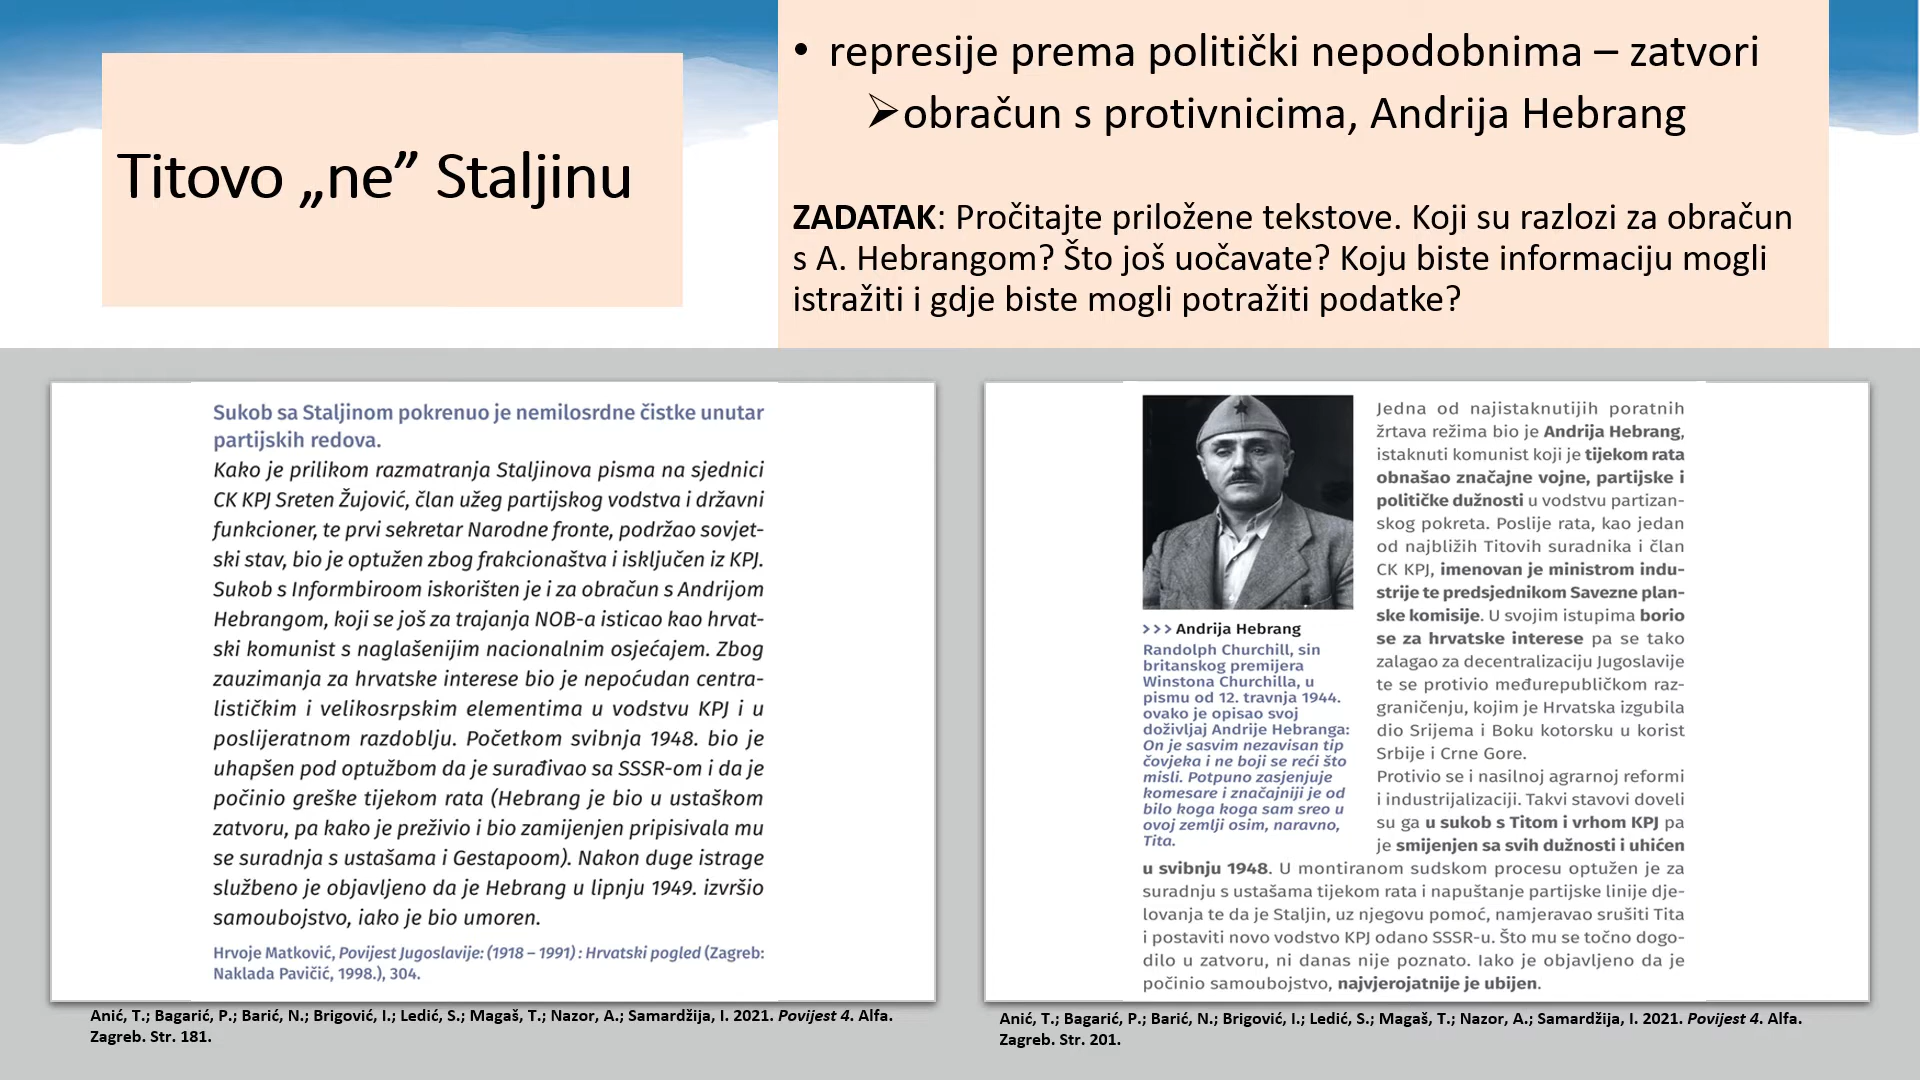 Titovo „ne” Staljinu
• represije prema politički nepodobnima – zatvori
➢obračun s protivnicima, Andrija Hebrang
ZADATAK: Pročitajte priložene tekstove. Koji su razlozi za obračun
s A. Hebrangom? Što još uočavate? Koju biste informaciju mogli
istražiti i gdje biste mogli potražiti podatke?
Sukob sa Staljinom pokrenuo je nemilosrdne čistke unutar
partijskih redova.
Kako je prilikom razmatranja Staljinova pisma na sjednici
CK KPJ Sreten Žujović, član užeg partijskog vodstva i državni
funkcioner, te prvi sekretar Narodne fronte, podržao sovjet-
ski stav, bio je optužen zbog frakcionaštva i isključen iz KPJ.
Sukob s Informbiroom iskorišten je i za obračun s Andrijom
Hebrangom, koji se još za trajanja NOB-a isticao kao hrvat-
ski komunist s naglašenijim nacionalnim osjećajem. Zbog
zauzimanja za hrvatske interese bio je nepoćudan centra-
lističkim i velikosrpskim elementima u vodstvu KPJ i u
poslijeratnom razdoblju. Početkom svibnja 1948. bio je
uhapšen pod optužbom da je surađivao sa SSSR-om i da je
počinio greške tijekom rata (Hebrang je bio u ustaškom
zatvoru, pa kako je preživio i bio zamijenjen pripisivala mu
se suradnja s ustašama i Gestapoom). Nakon duge istrage
službeno je objavljeno da je Hebrang u lipnju 1949. izvršio
samoubojstvo, iako je bio umoren.
Hrvoje Matković, Povijest Jugoslavije: (1918 – 1991) : Hrvatski pogled (Zagreb:
Naklada Pavičić, 1998.), 304.
Anić, T.; Bagarić, P.; Barić, N.; Brigović, I.; Ledić, S.; Magaš, T.; Nazor, A.; Samardžija, I. 2021. Povijest 4. Alfa.
Zagreb. Str. 181.
>>> Andrija Hebrang
Randolph Churchill, sin
britanskog premijera
Winstona Churchilla, u
pismu od 12. travnja 1944.
ovako je opisao svoj
doživljaj Andrije Hebranga:
On je sasvim nezavisan tip
čovjeka i ne boji se reći što
misli. Potpuno zasjenjuje
komesare i značajniji je od
bilo koga koga sam sreo u
ovoj zemlji osim, naravno,
Tita.
Jedna od najistaknutijih poratnih
žrtava režima bio je Andrija Hebrang,
istaknuti komunist koji je tijekom rata
obnašao značajne vojne, partijske i
političke dužnosti u vodstvu partizan-
skog pokreta. Poslije rata, kao jedan
od najbližih Titovih suradnika i član
CK KPJ, imenovan je ministrom indu-
strije te predsjednikom Savezne plan-
ske komisije. U svojim istupima borio
se za hrvatske interese pa se tako
zalagao za decentralizaciju Jugoslavije
te se protivio međurepubličkom raz-
graničenju, kojim je Hrvatska izgubila
dio Srijema i Boku kotorsku u korist
Srbije i Crne Gore.
Protivio se i nasilnoj agrarnoj reformi
i industrijalizaciji. Takvi stavovi doveli
su ga u sukob s Titom i vrhom KPJ pa
je smijenjen sa svih dužnosti i uhićen
u svibnju 1948. U montiranom sudskom procesu optužen je za
suradnju s ustašama tijekom rata i napuštanje partijske linije dje-
lovanja te da je Staljin, uz njegovu pomoć, namjeravao srušiti Tita
i postaviti novo vodstvo KPJ odano SSSR-u. Što mu se točno dogo-
dilo u zatvoru, ni danas nije poznato. Iako je objavljeno da je
počinio samoubojstvo, najvjerojatnije je ubijen.
Anić, T.; Bagarić, P.; Barić, N.; Brigović, I.; Ledić, S.; Magaš, T.; Nazor, A.; Samardžija, I. 2021. Povijest 4. Alfa.
Zagreb. Str. 201.